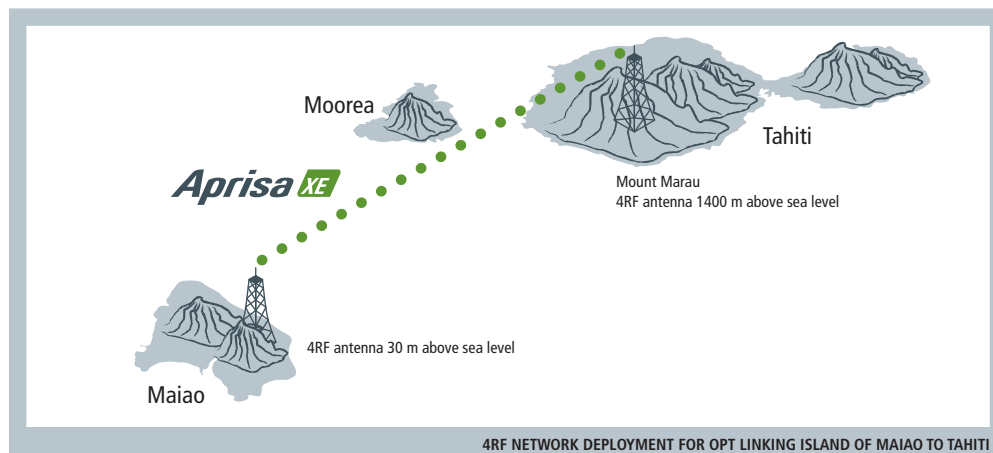 Moorea
Tahiti
Aprisa XE
Mount Marau
4RF antenna 1400 m above sea level
4RF antenna 30 m above sea level
Maiao
4RF NETWORK DEPLOYMENT FOR OPT LINKING ISLAND OF MAIAO TO TAHITI